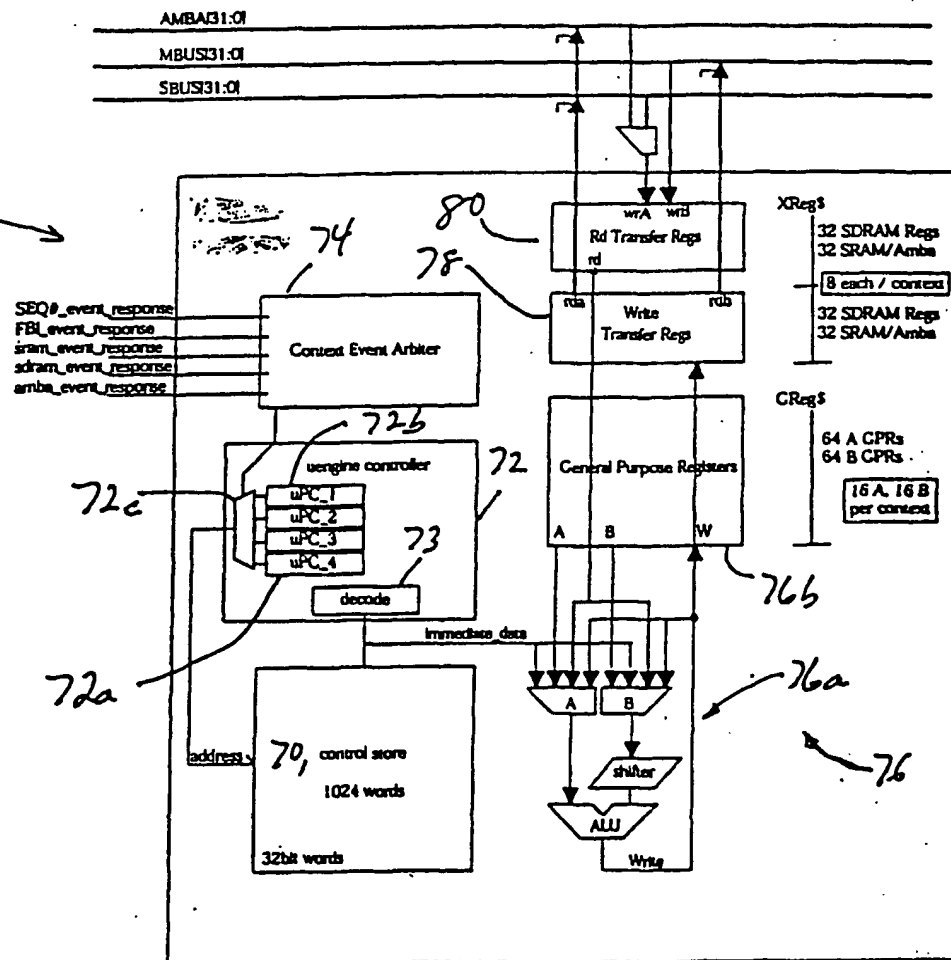 AMBA[31:0]
MBUS[31:0]
SBUS[31:0]
80
wrA wrB
Rd Transfer Regs
rd
XReg$
32 SDRAM Regs
32 SRAM/Amba
8 each / context
32 SDRAM Regs
32 SRAM/Amba
74
78
rda rdb
Write
Transfer Regs
SEQ#_event_response
FBI_event_response
sram_event_response
sdram_event_response
amba_event_response
Context Event Arbiter
72b
72
uengine controller
72c
uPC_1
uPC_2
uPC_3
uPC_4
73
decode
72a
General Purpose Registers
A B W
GReg$
64 A GPRs
64 B GPRs
16 A, 16 B
per context
76b
immediate_data
A B
76a
76
shifter
ALU
Write
address
70, control store
1024 words
32bit words